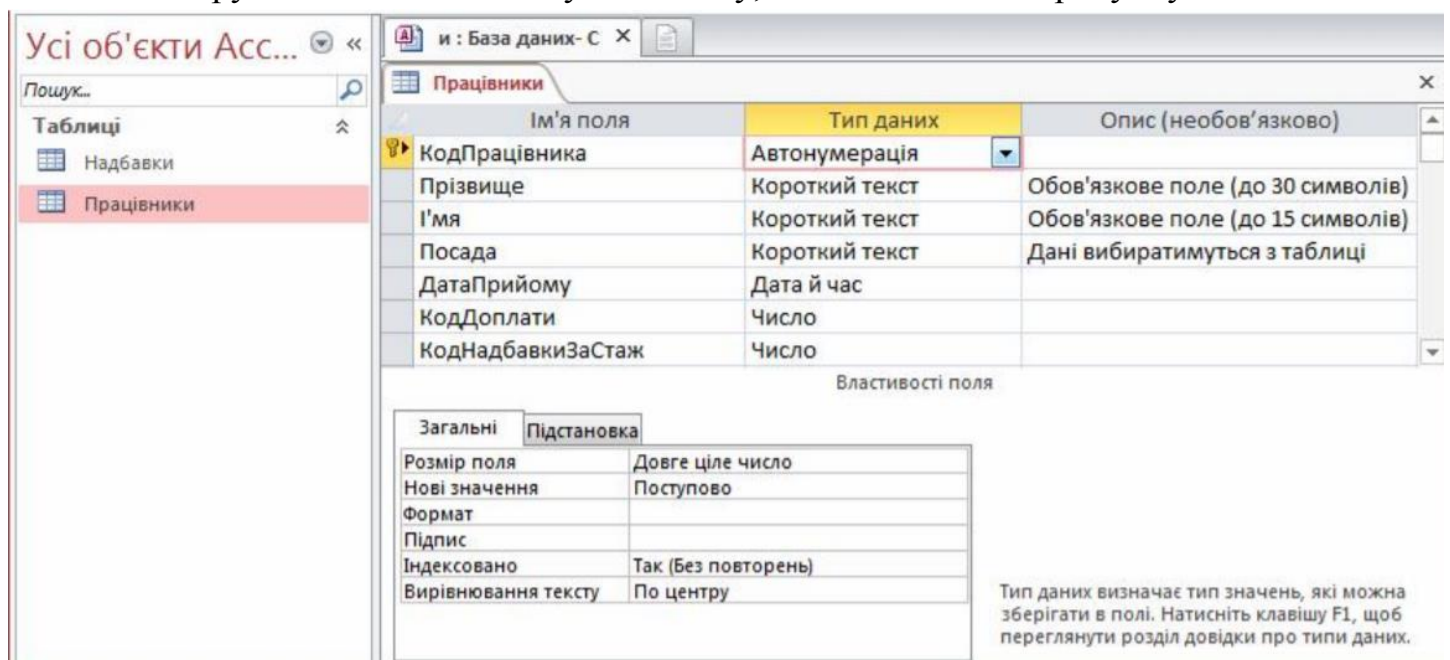 Усі об'єкти Acc... «
Пошук...
Таблиці
Надбавки
Працівники
и : База даних- C ×
Працівники ×
Ім'я поля Тип даних Опис (необов'язково)
КодПрацівника Автонумерація
Прізвище Короткий текст Обов'язкове поле (до 30 символів)
І'мя Короткий текст Обов'язкове поле (до 15 символів)
Посада Короткий текст Дані вибиратимуться з таблиці
ДатаПрийому Дата й час
КодДоплати Число
КодНадбавкиЗаСтаж Число
Властивості поля
Загальні Підстановка
Розмір поля Довге ціле число
Нові значення Поступово
Формат
Підпис
Індексовано Так (Без повторень)
Вирівнювання тексту По центру
Тип даних визначає тип значень, які можна
зберігати в полі. Натисніть клавішу F1, щоб
переглянути розділ довідки про типи даних.